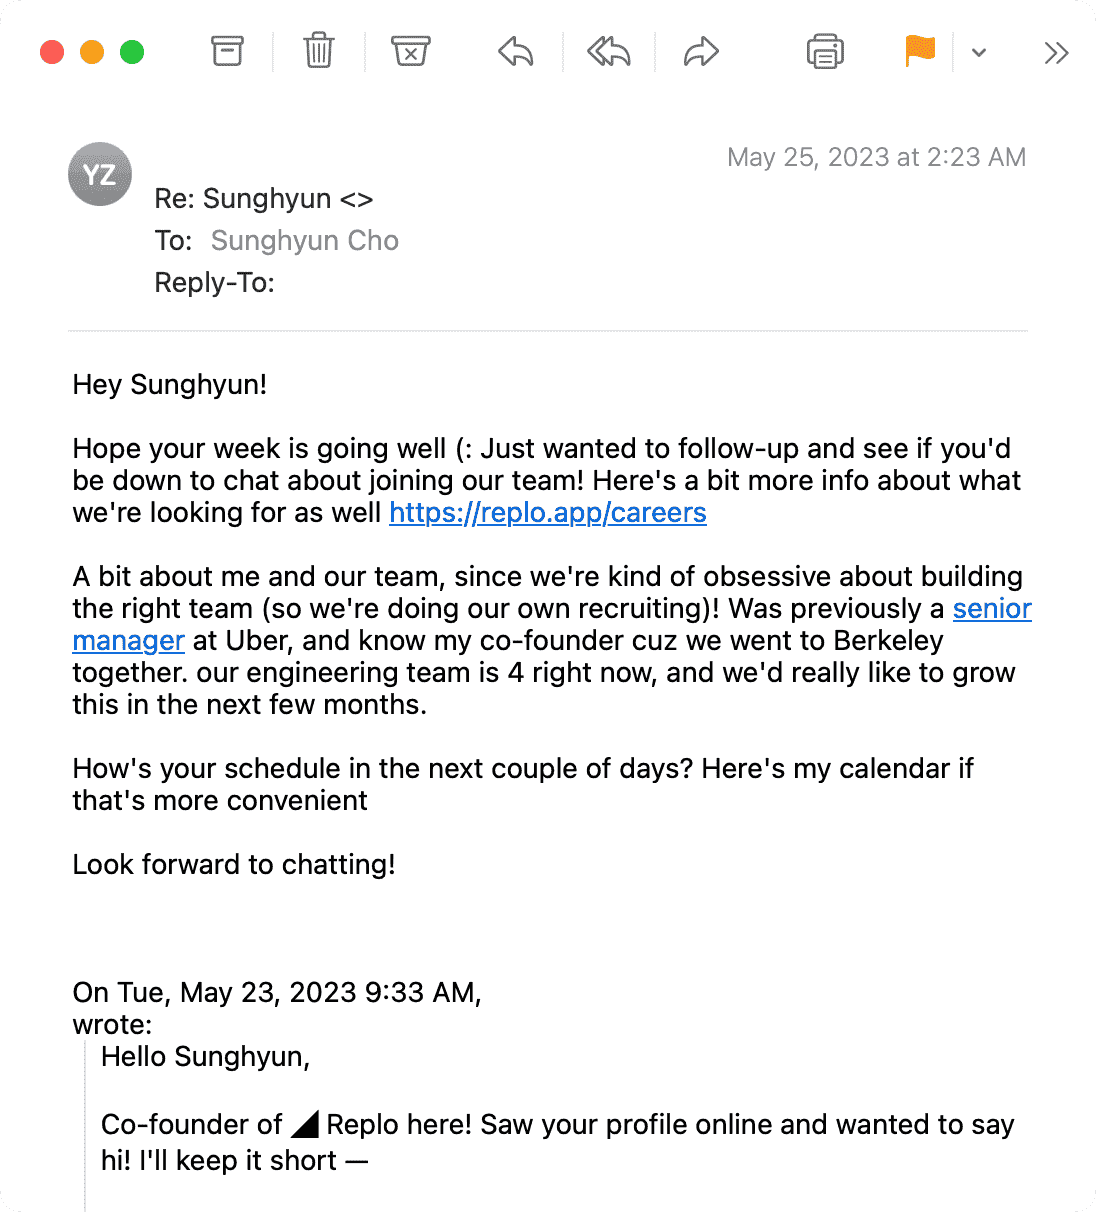 YZ
May 25, 2023 at 2:23 AM
Re: Sunghyun <>
To: Sunghyun Cho
Reply-To:
Hey Sunghyun!
Hope your week is going well (: Just wanted to follow-up and see if you'd
be down to chat about joining our team! Here's a bit more info about what
we're looking for as well https://replo.app/careers
A bit about me and our team, since we're kind of obsessive about building
the right team (so we're doing our own recruiting)! Was previously a senior
manager at Uber, and know my co-founder cuz we went to Berkeley
together. our engineering team is 4 right now, and we'd really like to grow
this in the next few months.
How's your schedule in the next couple of days? Here's my calendar if
that's more convenient
Look forward to chatting!
On Tue, May 23, 2023 9:33 AM,
wrote:
Hello Sunghyun,
Co-founder of ◢ Replo here! Saw your profile online and wanted to say
hi! I'll keep it short —